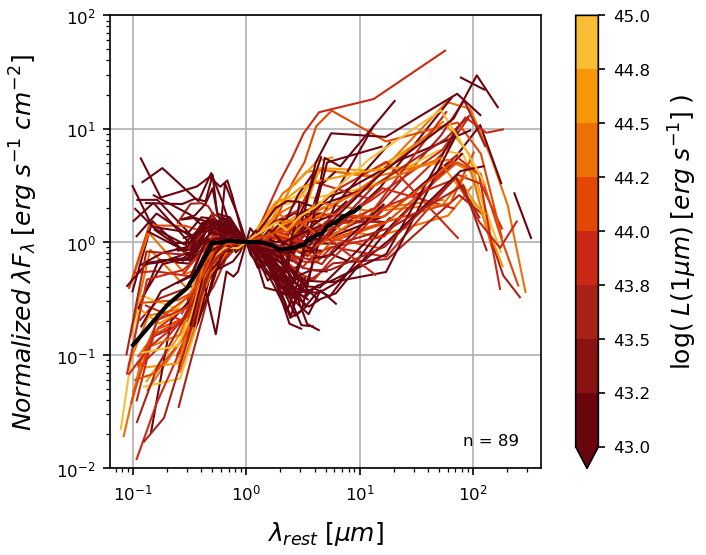 10²
10¹
10⁰
10⁻¹
10⁻²
Normalized λF_λ [erg s⁻¹ cm⁻²]
n = 89
10⁻¹ 10⁰ 10¹ 10²
λ_rest [μm]
45.0
44.8
44.5
44.2
44.0
43.8
43.5
43.2
43.0
log( L(1μm) [erg s⁻¹] )